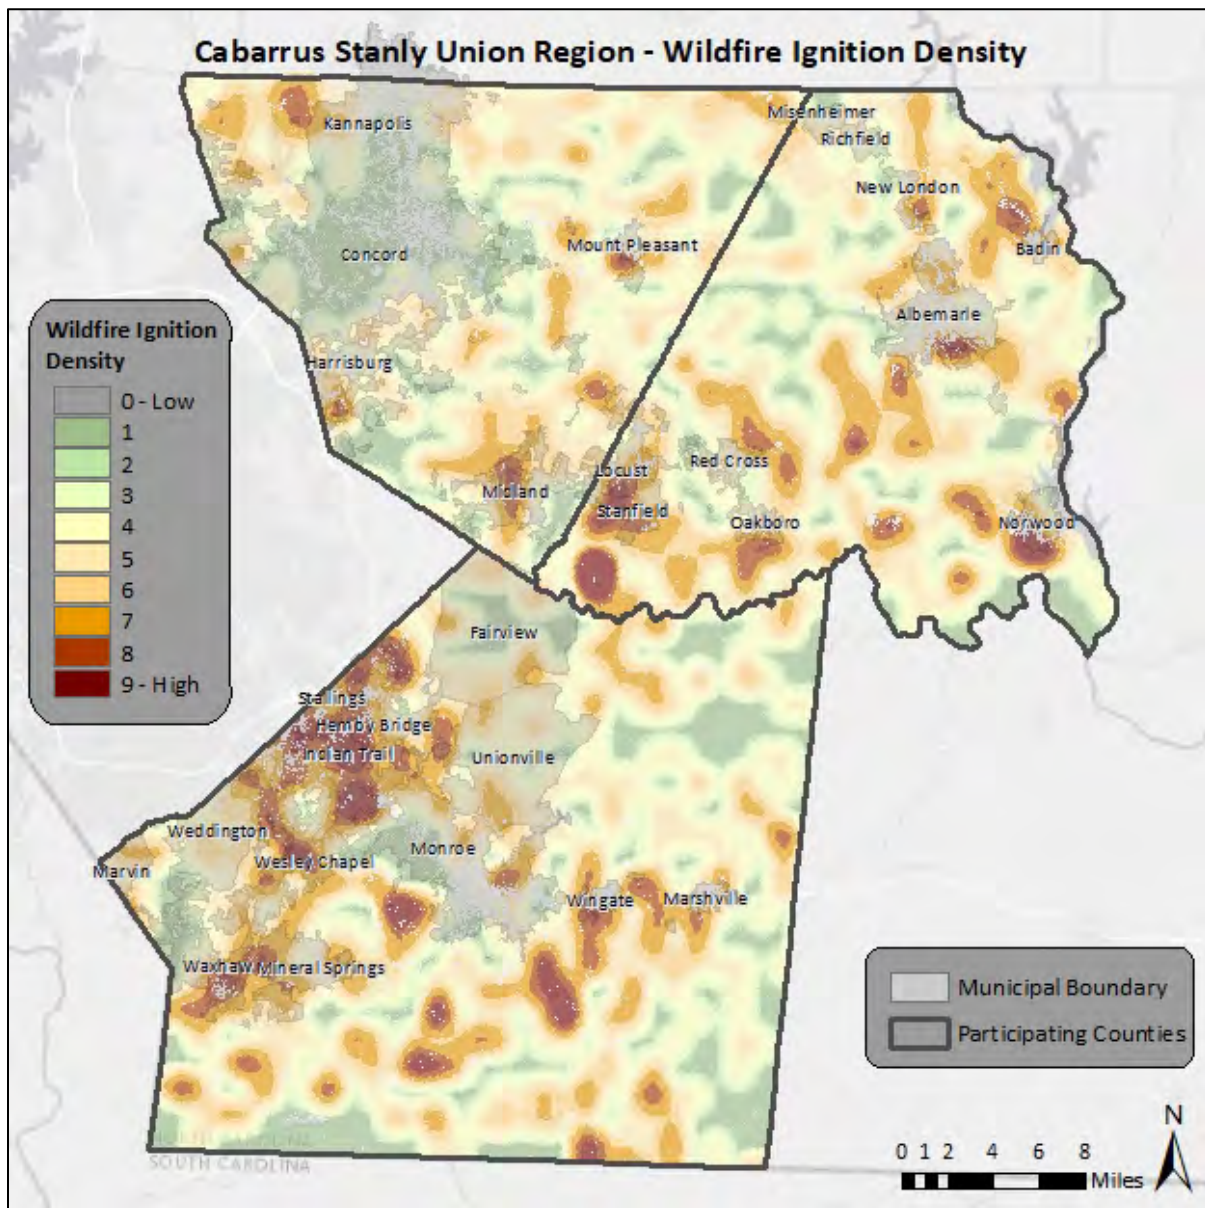 Cabarrus Stanly Union Region - Wildfire Ignition Density
Misenheimer
Kannapolis
Richfield
New London
Mount Pleasant
Badin
Concord
Albemarle
Wildfire Ignition
Density
0 - Low
1
2
3
4
5
6
7
8
9 - High
Harrisburg
Locust
Red Cross
Midland
Stanfield
Oakboro
Norwood
Fairview
Stallings
Hemby Bridge
Indian Trail
Unionville
Weddington
Monroe
Wesley Chapel
Marvin
Wingate
Marshville
Waxhaw
Mineral Springs
Municipal Boundary
Participating Counties
N
0 1 2 4 6 8
Miles
NORTH CAROLINA
SOUTH CAROLINA